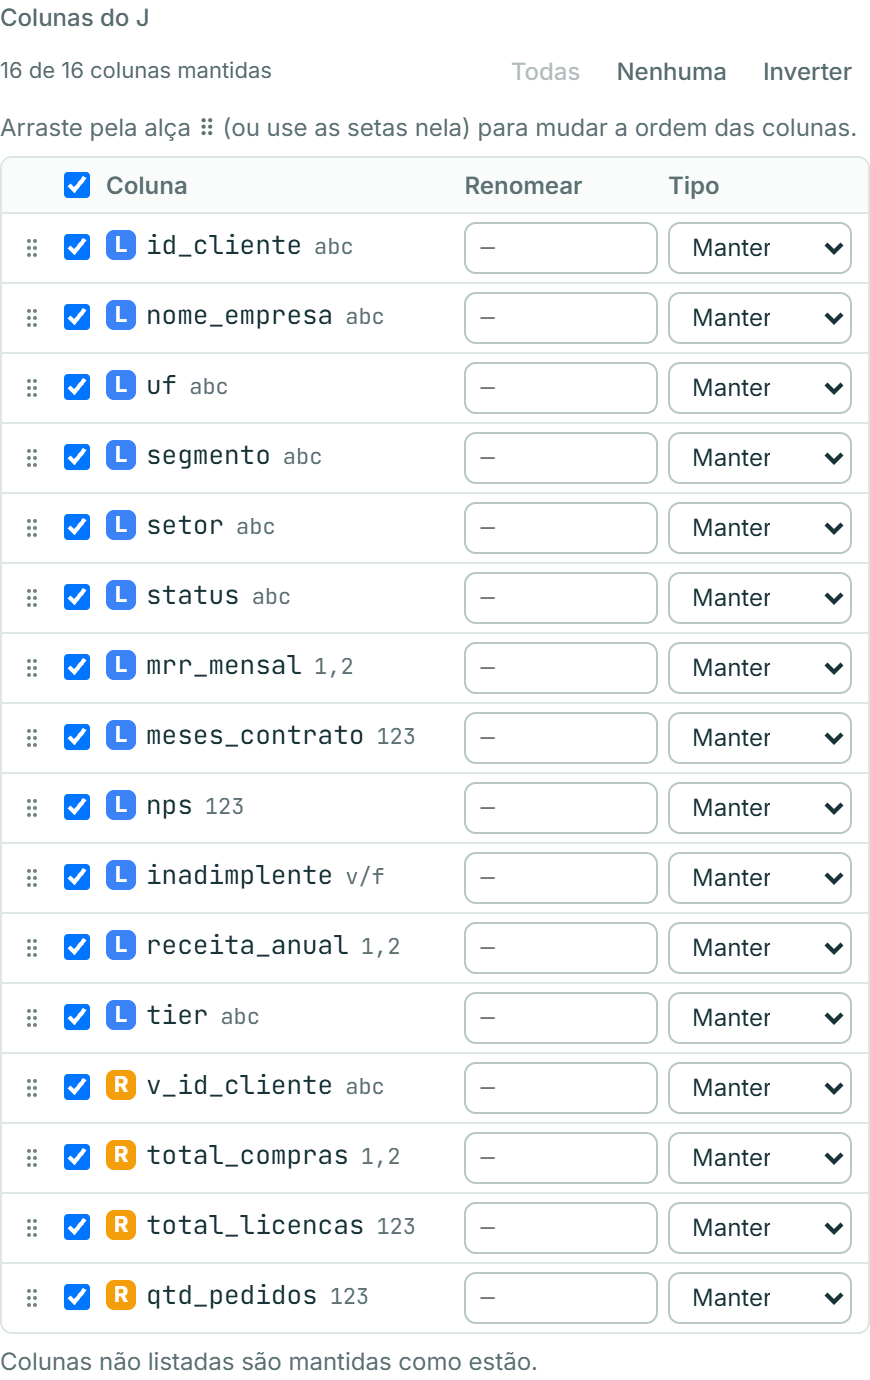 Colunas do J
16 de 16 colunas mantidas Todas Nenhuma Inverter
Arraste pela alça ⠿ (ou use as setas nela) para mudar a ordem das colunas.
Coluna Renomear Tipo
L id_cliente abc — Manter
L nome_empresa abc — Manter
L uf abc — Manter
L segmento abc — Manter
L setor abc — Manter
L status abc — Manter
L mrr_mensal 1,2 — Manter
L meses_contrato 123 — Manter
L nps 123 — Manter
L inadimplente v/f — Manter
L receita_anual 1,2 — Manter
L tier abc — Manter
R v_id_cliente abc — Manter
R total_compras 1,2 — Manter
R total_licencas 123 — Manter
R qtd_pedidos 123 — Manter
Colunas não listadas são mantidas como estão.